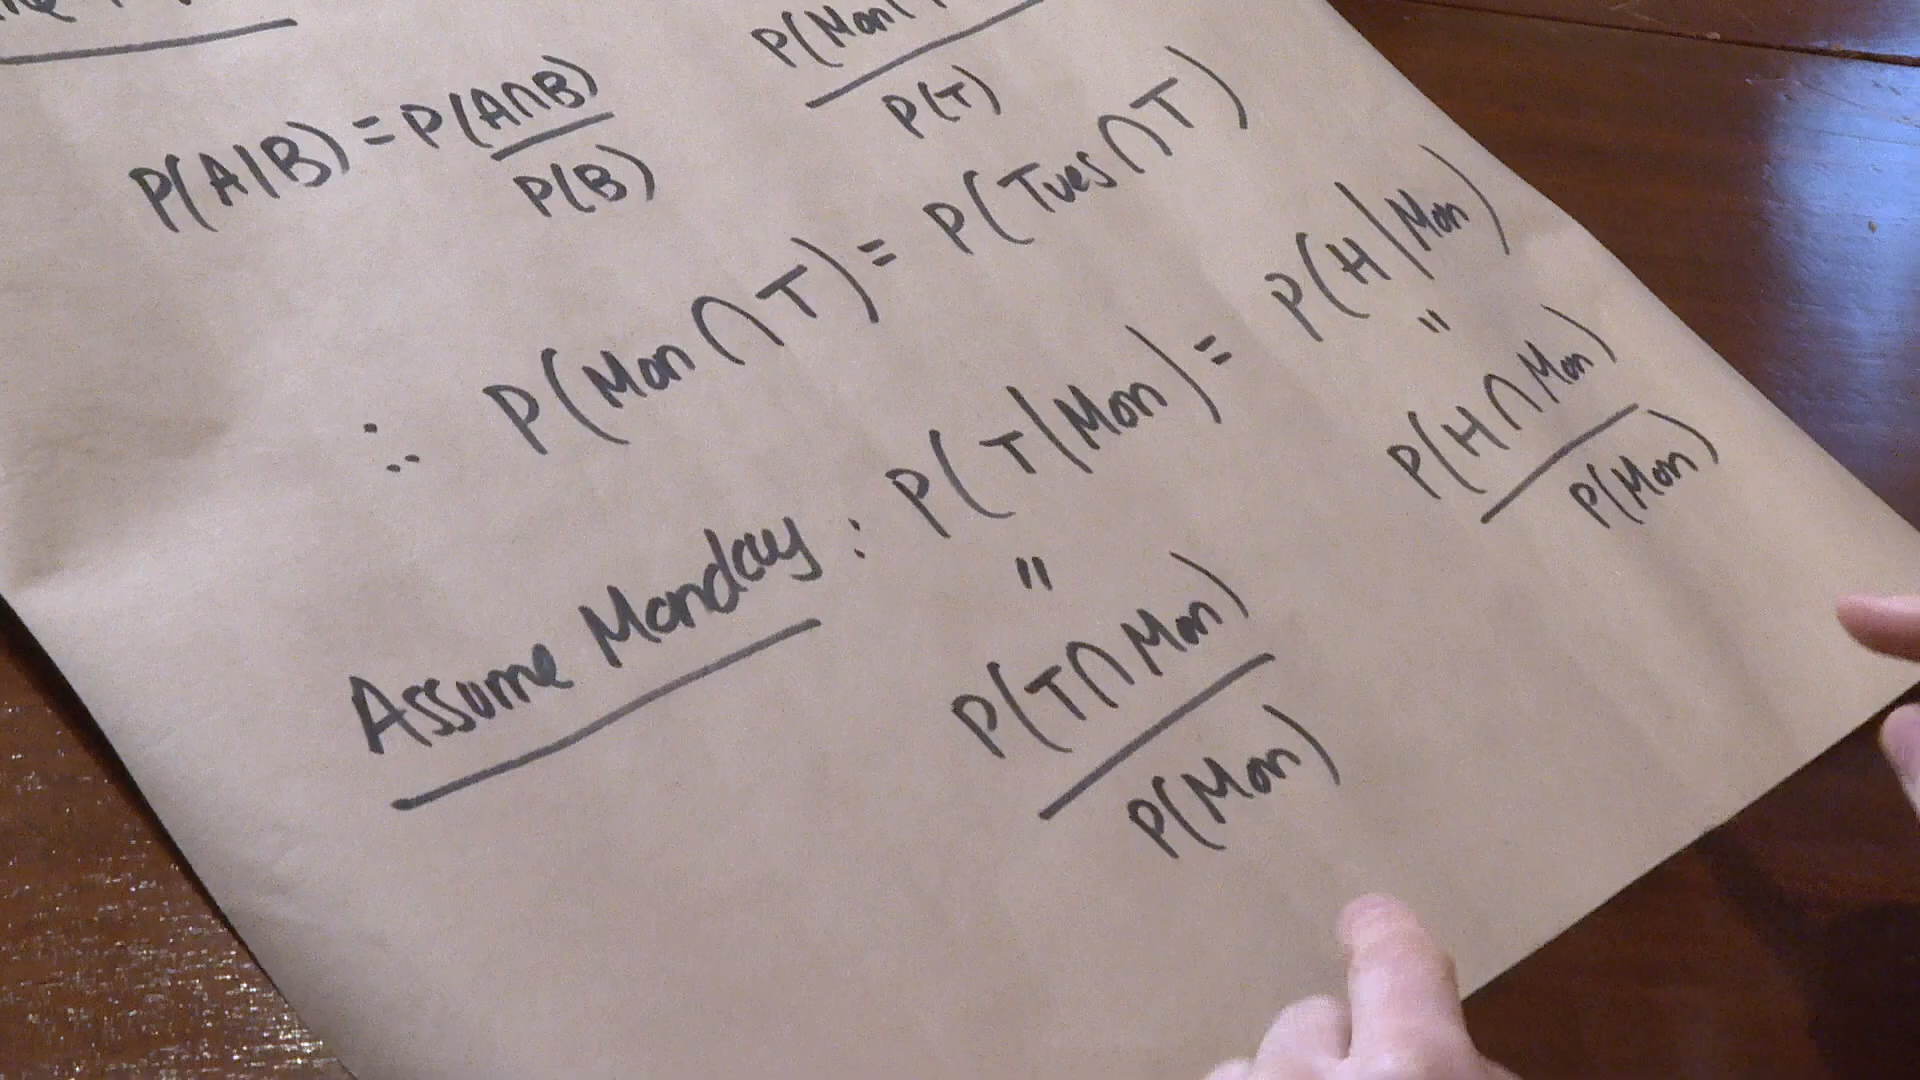 P(A|B) = P(A∩B)
P(B)
P(Mon
P(T)
∴ P(Mon ∩ T) = P(Tues ∩ T)
Assume Monday : P(T|Mon) = P(H|Mon)
"
P(T∩Mon)
P(Mon)
"
P(H∩Mon)
P(Mon)